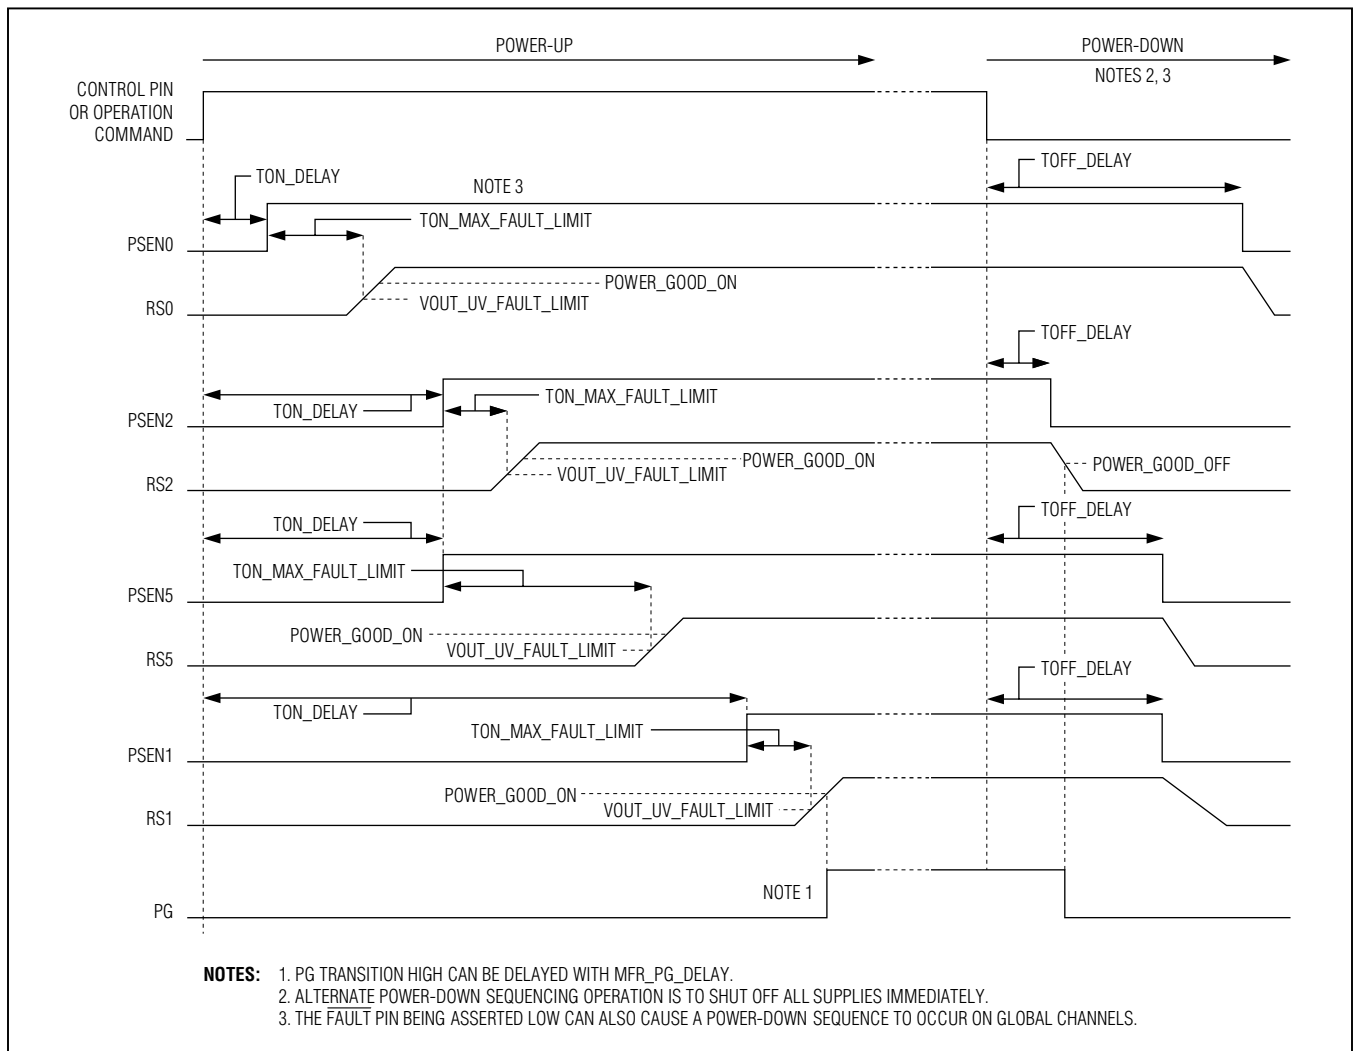 POWER-UP
POWER-DOWN
NOTES 2, 3
CONTROL PIN
OR OPERATION
COMMAND
TON_DELAY
NOTE 3
TOFF_DELAY
TON_MAX_FAULT_LIMIT
PSEN0
POWER_GOOD_ON
VOUT_UV_FAULT_LIMIT
RS0
TOFF_DELAY
TON_MAX_FAULT_LIMIT
TON_DELAY
PSEN2
POWER_GOOD_ON
POWER_GOOD_OFF
VOUT_UV_FAULT_LIMIT
RS2
TON_DELAY
TOFF_DELAY
TON_MAX_FAULT_LIMIT
PSEN5
POWER_GOOD_ON
VOUT_UV_FAULT_LIMIT
RS5
TOFF_DELAY
TON_DELAY
TON_MAX_FAULT_LIMIT
PSEN1
POWER_GOOD_ON
VOUT_UV_FAULT_LIMIT
RS1
NOTE 1
PG
NOTES: 1. PG TRANSITION HIGH CAN BE DELAYED WITH MFR_PG_DELAY.
2. ALTERNATE POWER-DOWN SEQUENCING OPERATION IS TO SHUT OFF ALL SUPPLIES IMMEDIATELY.
3. THE FAULT PIN BEING ASSERTED LOW CAN ALSO CAUSE A POWER-DOWN SEQUENCE TO OCCUR ON GLOBAL CHANNELS.